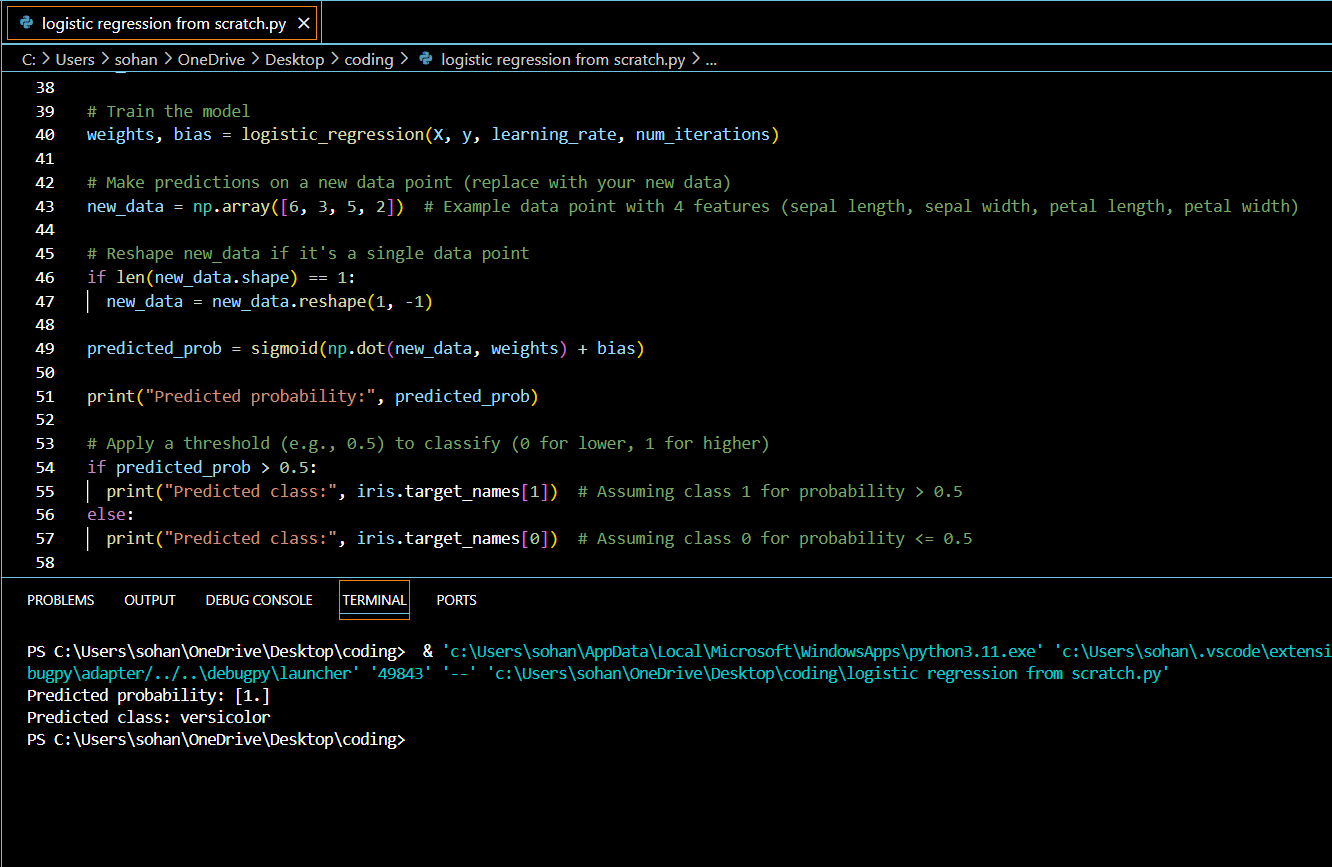 logistic regression from scratch.py
C: > Users > sohan > OneDrive > Desktop > coding > logistic regression from scratch.py > ...
38
39 # Train the model
40 weights, bias = logistic_regression(X, y, learning_rate, num_iterations)
41
42 # Make predictions on a new data point (replace with your new data)
43 new_data = np.array([6, 3, 5, 2])  # Example data point with 4 features (sepal length, sepal width, petal length, petal width)
44
45 # Reshape new_data if it's a single data point
46 if len(new_data.shape) == 1:
47   new_data = new_data.reshape(1, -1)
48
49 predicted_prob = sigmoid(np.dot(new_data, weights) + bias)
50
51 print("Predicted probability:", predicted_prob)
52
53 # Apply a threshold (e.g., 0.5) to classify (0 for lower, 1 for higher)
54 if predicted_prob > 0.5:
55   print("Predicted class:", iris.target_names[1])  # Assuming class 1 for probability > 0.5
56 else:
57   print("Predicted class:", iris.target_names[0])  # Assuming class 0 for probability <= 0.5
58
PROBLEMS OUTPUT DEBUG CONSOLE TERMINAL PORTS
PS C:\Users\sohan\OneDrive\Desktop\coding>  & 'c:\Users\sohan\AppData\Local\Microsoft\WindowsApps\python3.11.exe' 'c:\Users\sohan\.vscode\extensi
bugpy\adapter/../..\debugpy\launcher' '49843' '--' 'c:\Users\sohan\OneDrive\Desktop\coding\logistic regression from scratch.py'
Predicted probability: [1.]
Predicted class: versicolor
PS C:\Users\sohan\OneDrive\Desktop\coding>